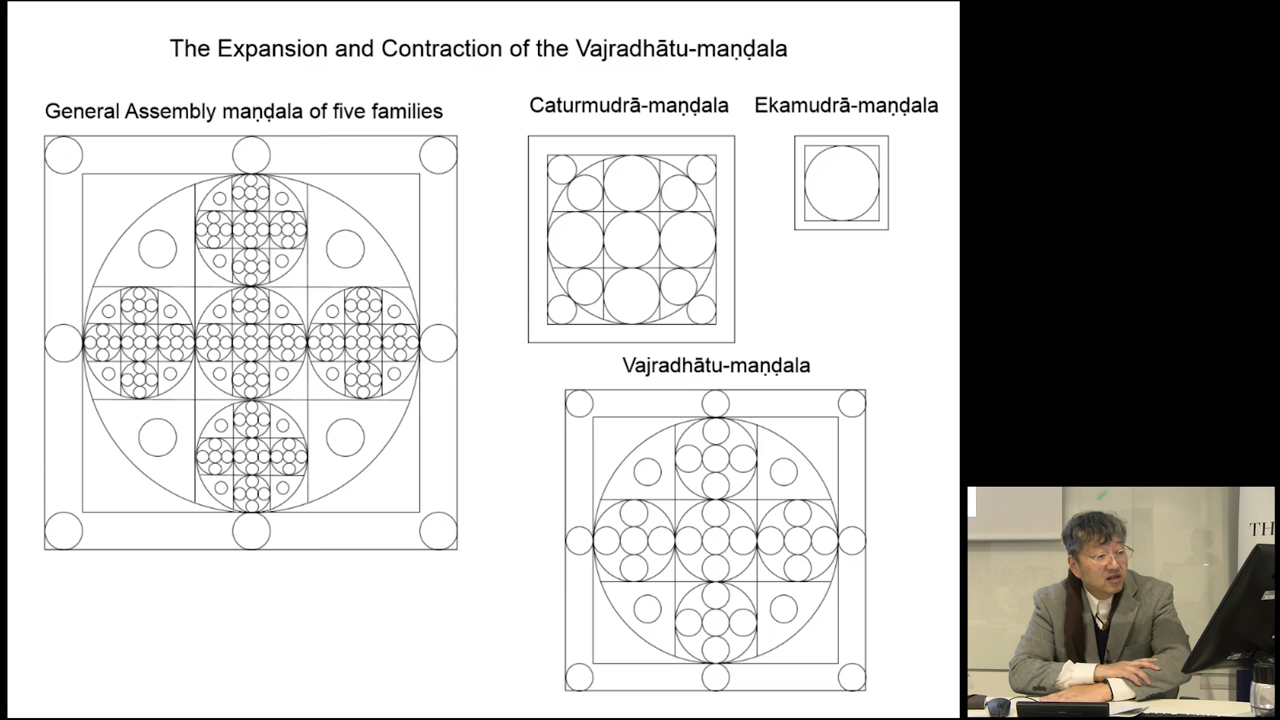 The Expansion and Contraction of the Vajradhātu-maṇḍala
General Assembly maṇḍala of five families
Caturmudrā-maṇḍala
Ekamudrā-maṇḍala
Vajradhātu-maṇḍala
TH